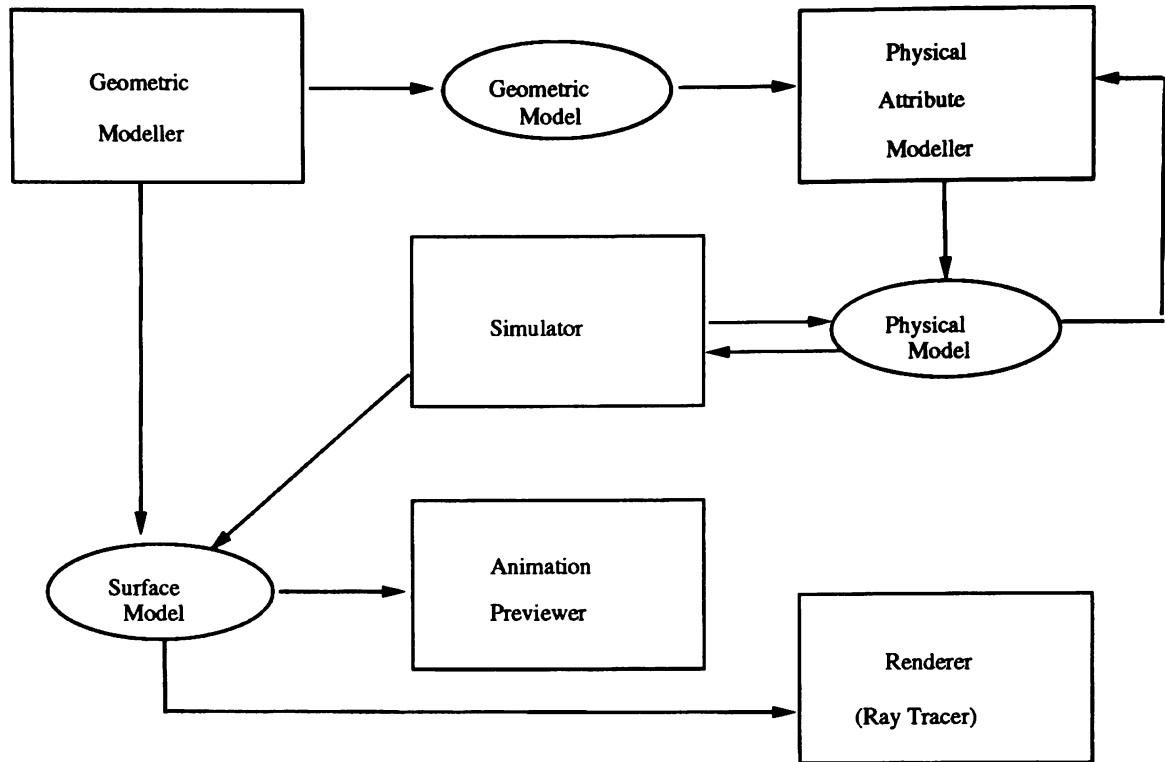 Geometric
Modeller
Geometric
Model
Physical
Attribute
Modeller
Simulator
Physical
Model
Surface
Model
Animation
Previewer
Renderer
(Ray Tracer)